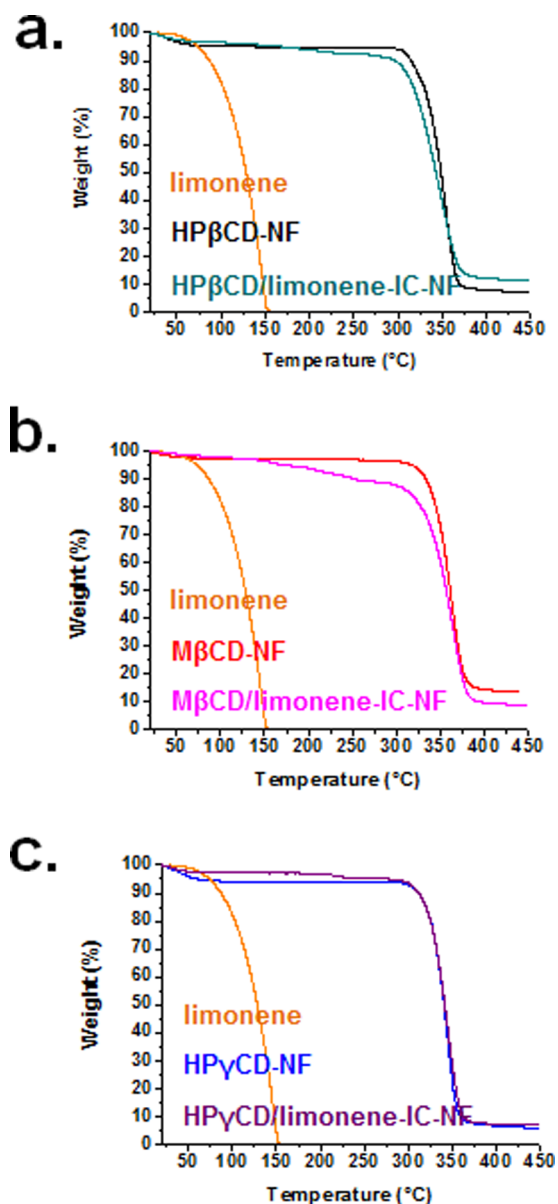 a.
100
90
80
70
60
50
40
30
20
10
0
Weight (%)
limonene
HPβCD-NF
HPβCD/limonene-IC-NF
50 100 150 200 250 300 350 400 450
Temperature (°C)
b.
100
90
80
70
60
50
40
30
20
10
0
Weight (%)
limonene
MβCD-NF
MβCD/limonene-IC-NF
50 100 150 200 250 300 350 400 450
Temperature (°C)
c.
100
90
80
70
60
50
40
30
20
10
0
Weight (%)
limonene
HPγCD-NF
HPγCD/limonene-IC-NF
50 100 150 200 250 300 350 400 450
Temperature (°C)